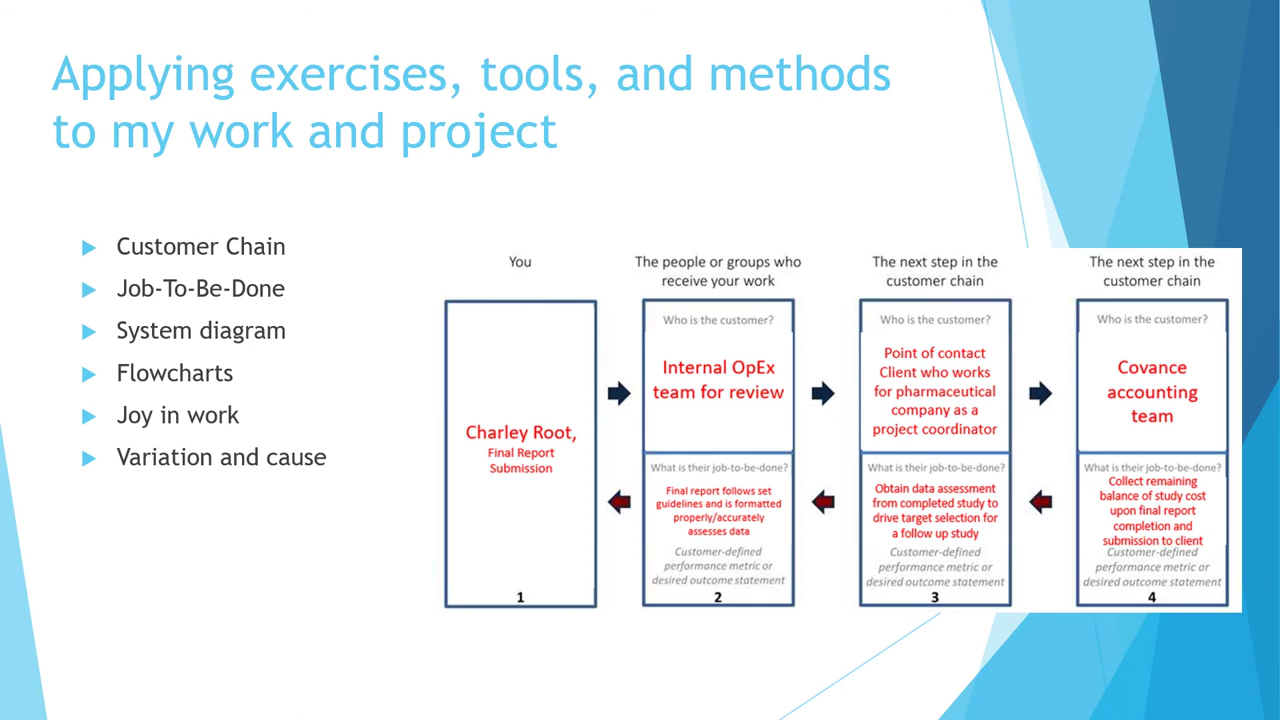 Applying exercises, tools, and methods
to my work and project
Customer Chain
Job-To-Be-Done
System diagram
Flowcharts
Joy in work
Variation and cause
You
Charley Root,
Final Report
Submission
1
The people or groups who
receive your work
Who is the customer?
Internal OpEx
team for review
What is their job-to-be-done?
Final report follows set
guidelines and is formatted
properly/accurately
assesses data
Customer-defined
performance metric or
desired outcome statement
2
The next step in the
customer chain
Who is the customer?
Point of contact
Client who works
for pharmaceutical
company as a
project coordinator
What is their job-to-be-done?
Obtain data assessment
from completed study to
drive target selection for
a follow up study
Customer-defined
performance metric or
desired outcome statement
3
The next step in the
customer chain
Who is the customer?
Covance
accounting
team
What is their job-to-be-done?
Collect remaining
balance of study cost
upon final report
completion and
submission to client
Customer-defined
performance metric or
desired outcome statement
4